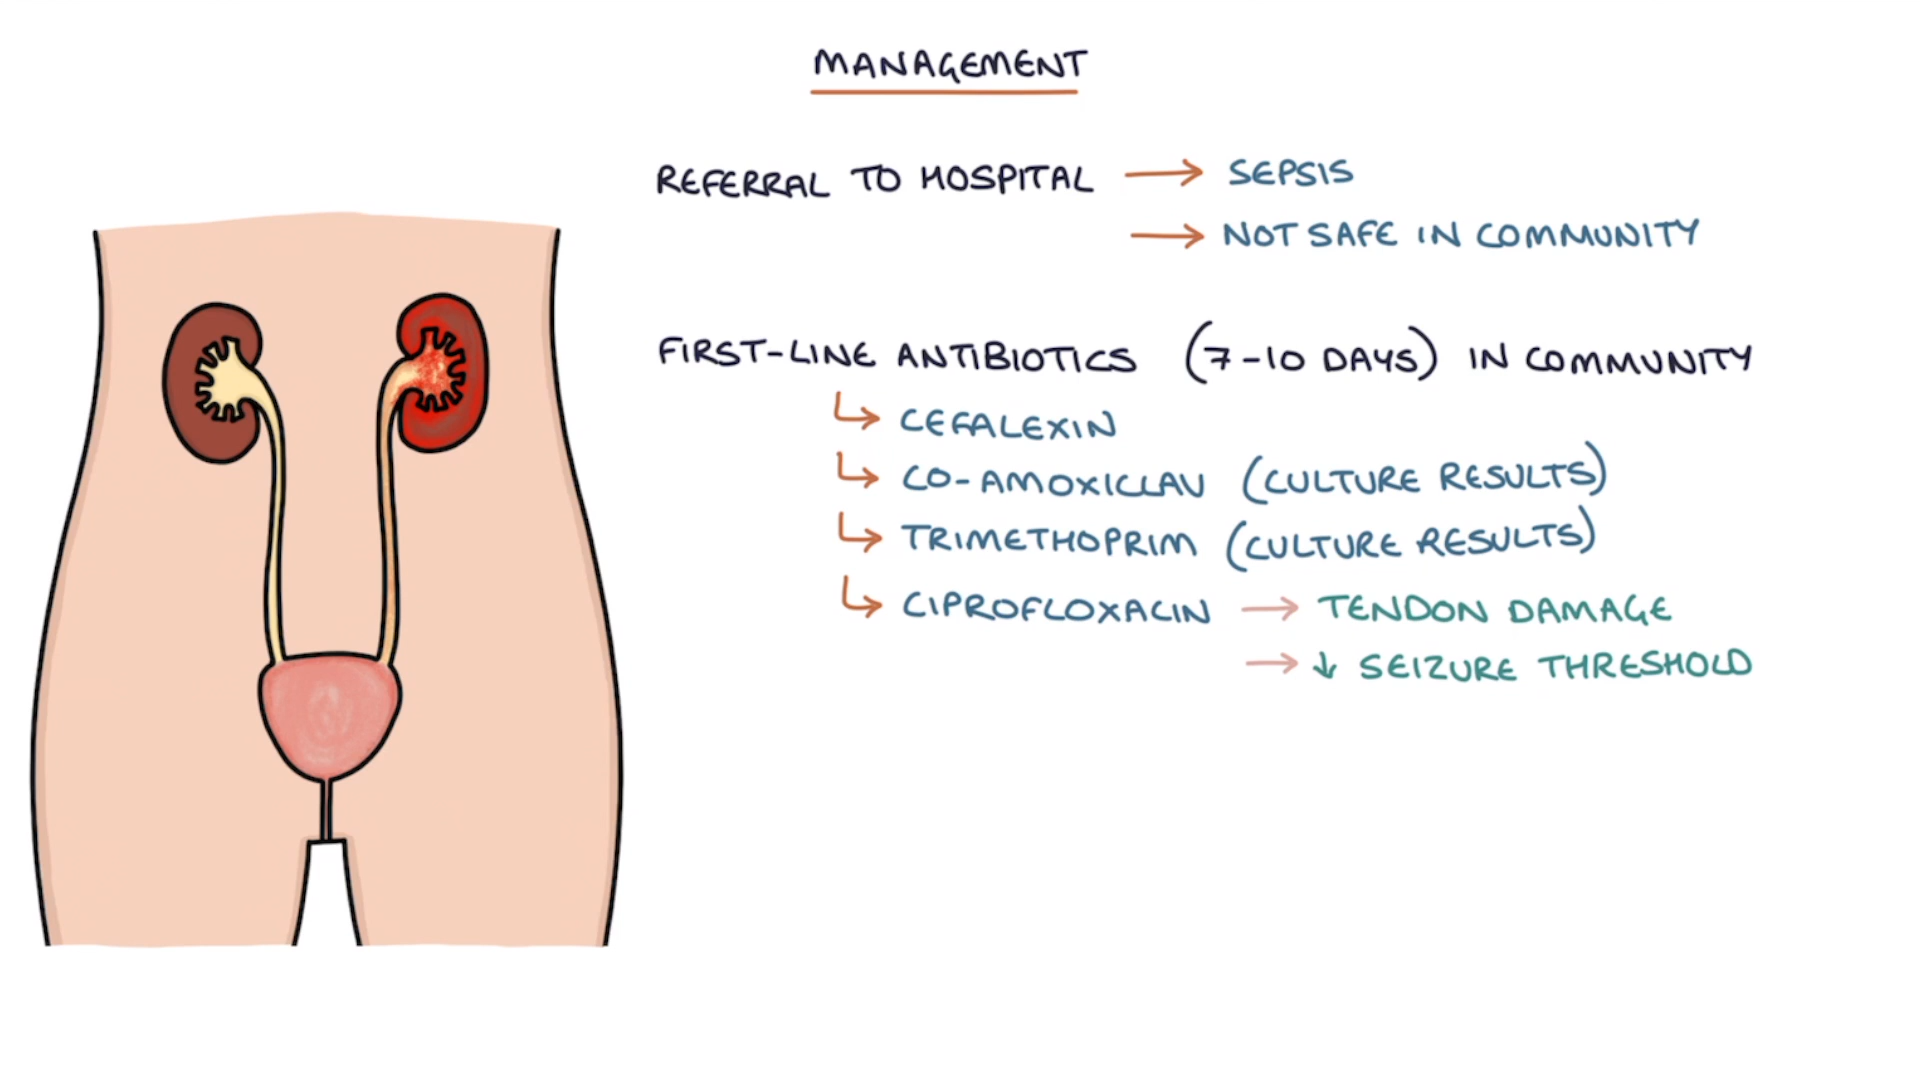 MANAGEMENT
REFERRAL TO HOSPITAL → SEPSIS
→ NOT SAFE IN COMMUNITY
FIRST-LINE ANTIBIOTICS (7-10 DAYS) IN COMMUNITY
↳ CEFALEXIN
↳ CO-AMOXICLAV (CULTURE RESULTS)
↳ TRIMETHOPRIM (CULTURE RESULTS)
↳ CIPROFLOXACIN → TENDON DAMAGE
→ ↓ SEIZURE THRESHOLD